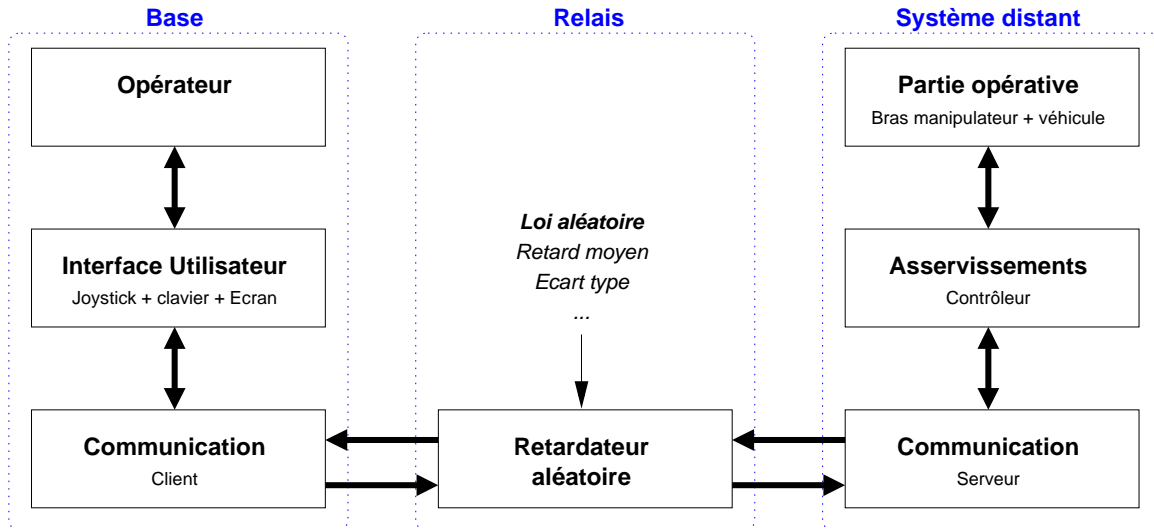 Base
Relais
Système distant
Opérateur
Partie opérative
Bras manipulateur + véhicule
Loi aléatoire
Retard moyen
Ecart type
...
Interface Utilisateur
Joystick + clavier + Ecran
Asservissements
Contrôleur
Communication
Client
Retardateur
aléatoire
Communication
Serveur